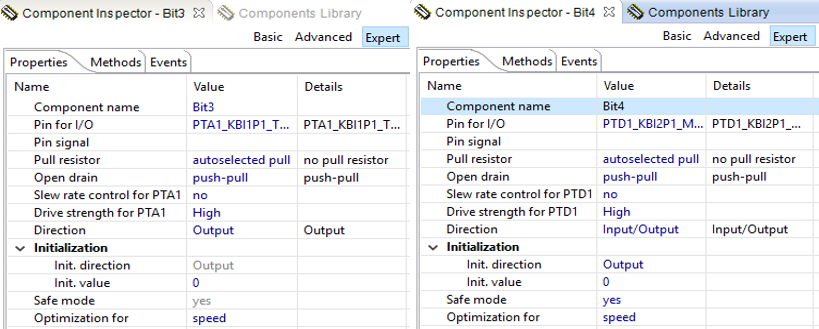 Component Inspector - Bit3 Components Library
Basic Advanced Expert
Properties Methods Events
Name Value Details
Component name Bit3
Pin for I/O PTA1_KBI1P1_T... PTA1_KBI1P1_T...
Pin signal
Pull resistor autoselected pull no pull resistor
Open drain push-pull push-pull
Slew rate control for PTA1 no
Drive strength for PTA1 High
Direction Output Output
Initialization
Init. direction Output
Init. value 0
Safe mode yes
Optimization for speed
Component Inspector - Bit4 Components Library
Basic Advanced Expert
Properties Methods Events
Name Value Details
Component name Bit4
Pin for I/O PTD1_KBI2P1_M... PTD1_KBI2P1_...
Pin signal
Pull resistor autoselected pull no pull resistor
Open drain push-pull push-pull
Slew rate control for PTD1 no
Drive strength for PTD1 High
Direction Input/Output Input/Output
Initialization
Init. direction Output
Init. value 0
Safe mode yes
Optimization for speed